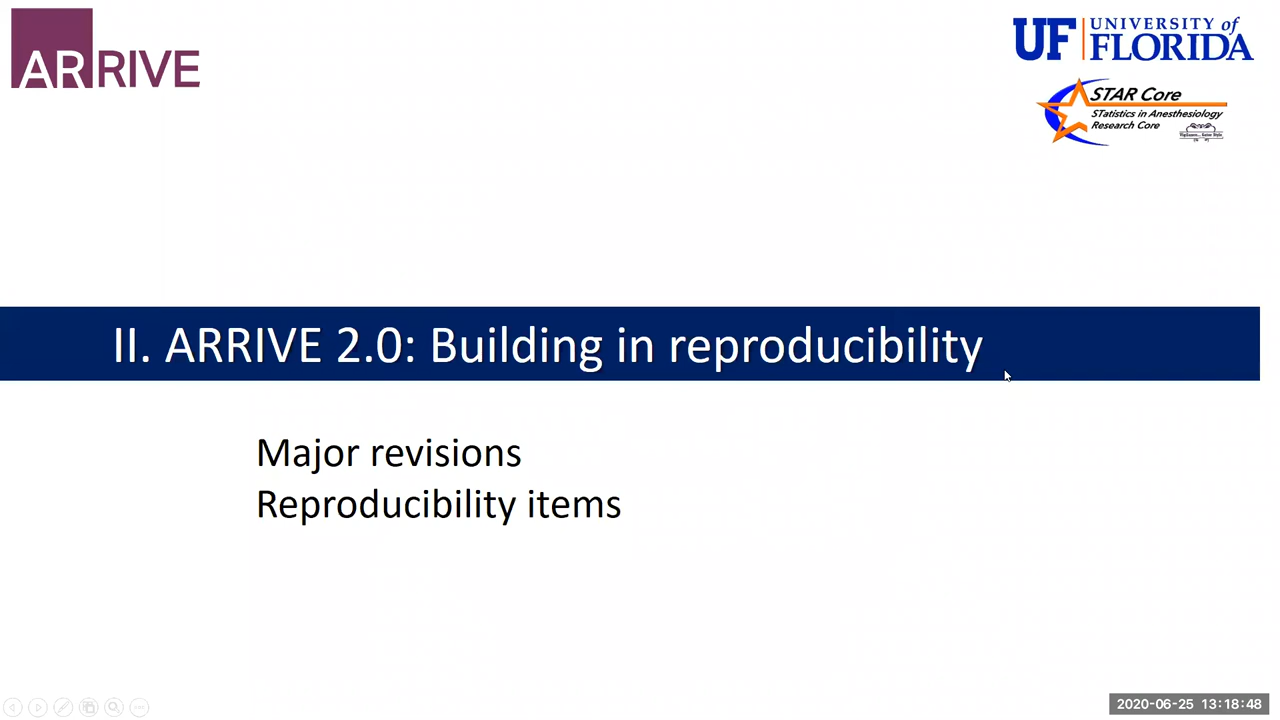 ARRIVE
UF UNIVERSITY of
FLORIDA
STAR Core
STatistics in Anesthesiology
Research Core
II. ARRIVE 2.0: Building in reproducibility
Major revisions
Reproducibility items
2020-06-25 13:18:48